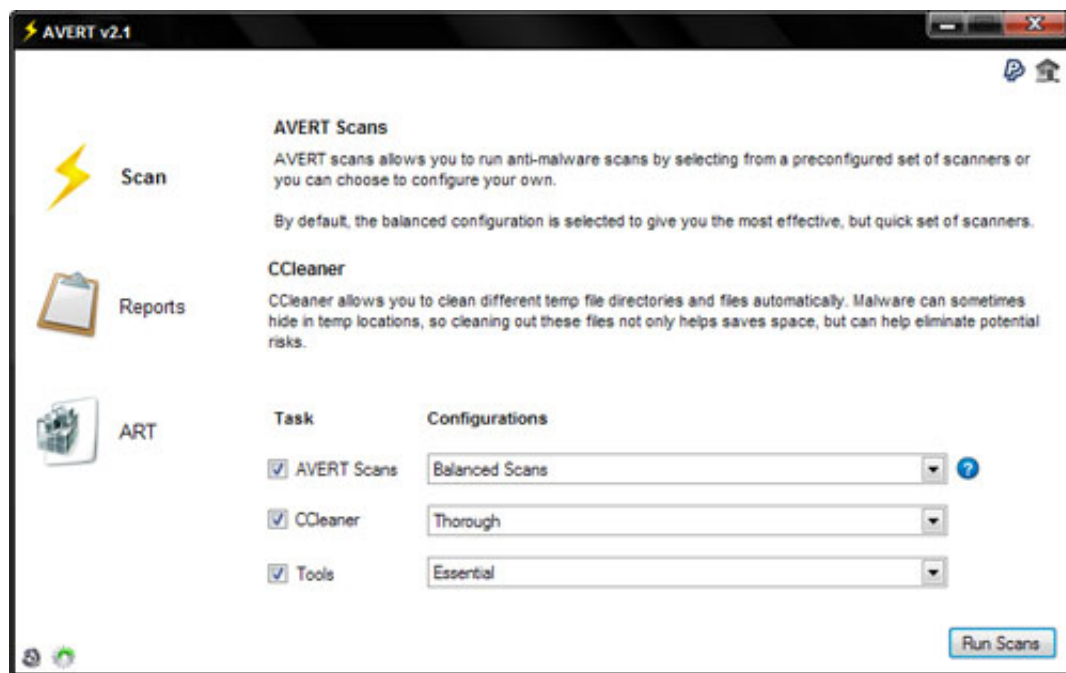 AVERT v2.1
Scan
Reports
ART
AVERT Scans
AVERT scans allows you to run anti-malware scans by selecting from a preconfigured set of scanners or
you can choose to configure your own.
By default, the balanced configuration is selected to give you the most effective, but quick set of scanners.
CCleaner
CCleaner allows you to clean different temp file directories and files automatically. Malware can sometimes
hide in temp locations, so cleaning out these files not only helps saves space, but can help eliminate potential
risks.
Task Configurations
AVERT Scans Balanced Scans
CCleaner Thorough
Tools Essential
Run Scans